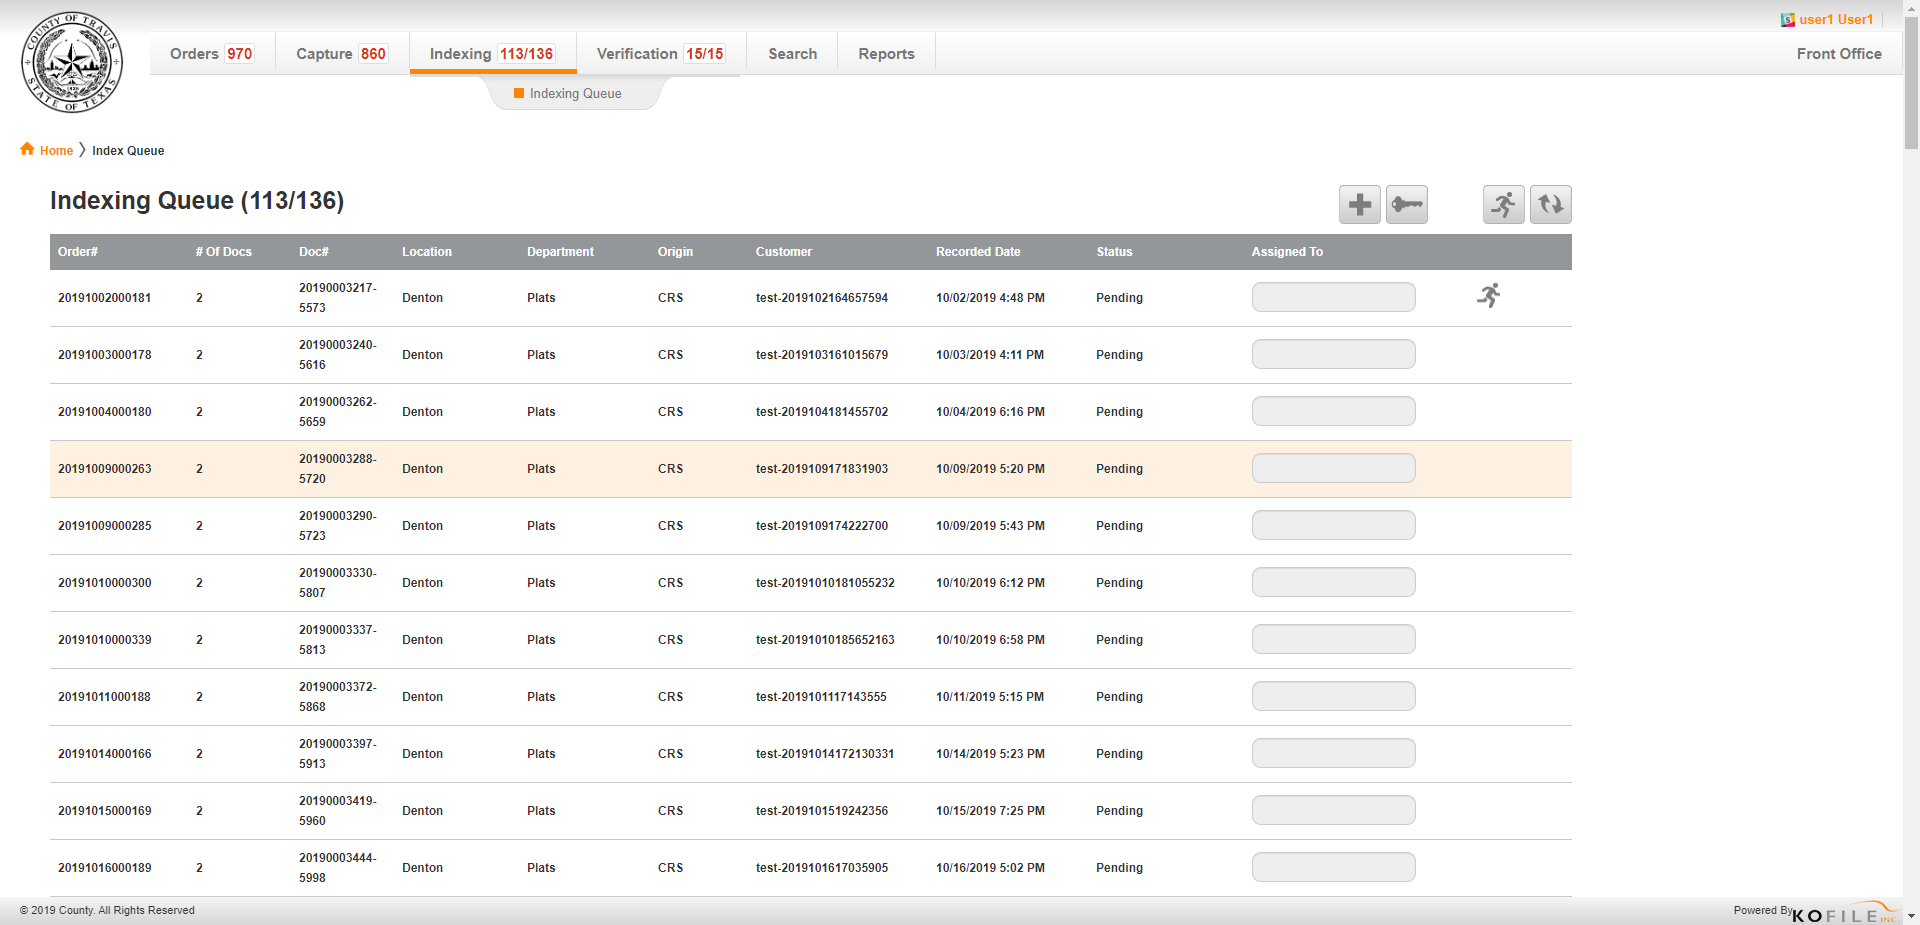 user1 User1
COUNTY OF TRAVIS
STATE OF TEXAS
Orders 970 Capture 860 Indexing 113/136 Verification 15/15 Search Reports Front Office
Indexing Queue
Home Index Queue
Indexing Queue (113/136)
Order# # Of Docs Doc# Location Department Origin Customer Recorded Date Status Assigned To
20191002000181 2 20190003217-5573 Denton Plats CRS test-2019102164657594 10/02/2019 4:48 PM Pending
20191003000178 2 20190003240-5616 Denton Plats CRS test-2019103161015679 10/03/2019 4:11 PM Pending
20191004000180 2 20190003262-5659 Denton Plats CRS test-2019104181455702 10/04/2019 6:16 PM Pending
20191009000263 2 20190003288-5720 Denton Plats CRS test-2019109171831903 10/09/2019 5:20 PM Pending
20191009000285 2 20190003290-5723 Denton Plats CRS test-2019109174222700 10/09/2019 5:43 PM Pending
20191010000300 2 20190003330-5807 Denton Plats CRS test-20191010181055232 10/10/2019 6:12 PM Pending
20191010000339 2 20190003337-5813 Denton Plats CRS test-20191010185652163 10/10/2019 6:58 PM Pending
20191011000188 2 20190003372-5868 Denton Plats CRS test-2019101117143555 10/11/2019 5:15 PM Pending
20191014000166 2 20190003397-5913 Denton Plats CRS test-20191014172130331 10/14/2019 5:23 PM Pending
20191015000169 2 20190003419-5960 Denton Plats CRS test-2019101519242356 10/15/2019 7:25 PM Pending
20191016000189 2 20190003444-5998 Denton Plats CRS test-2019101617035905 10/16/2019 5:02 PM Pending
© 2019 County. All Rights Reserved
Powered By KOFILE INC.